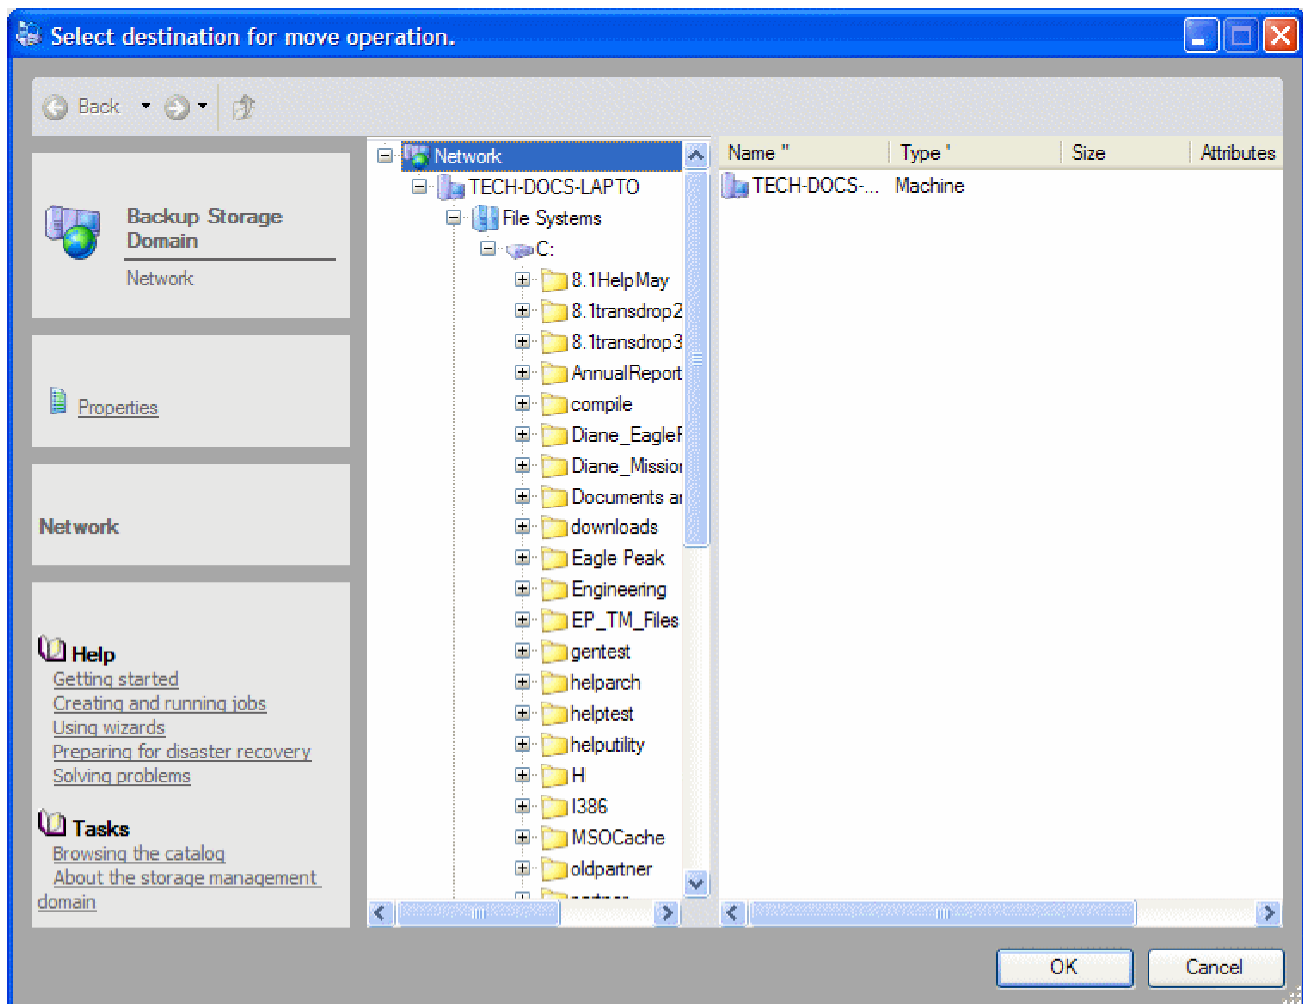 Select destination for move operation.
Back
Backup Storage
Domain
Network
Properties
Network
Help
Getting started
Creating and running jobs
Using wizards
Preparing for disaster recovery
Solving problems
Tasks
Browsing the catalog
About the storage management
domain
Network
TECH-DOCS-LAPTO
File Systems
C:
8.1HelpMay
8.1transdrop2
8.1transdrop3
AnnualReport
compile
Diane_EagleP
Diane_Mission
Documents an
downloads
Eagle Peak
Engineering
EP_TM_Files
gentest
helparch
helptest
helputility
H
I386
MSOCache
oldpartner
Name " Type ' Size Attributes
TECH-DOCS-... Machine
OK Cancel